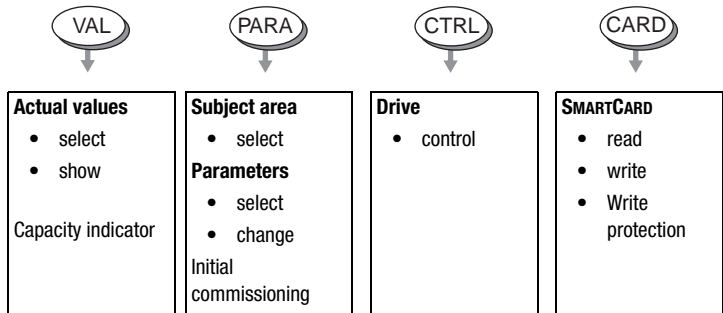 VAL
PARA
CTRL
CARD
Actual values
• select
• show
Capacity indicator
Subject area
• select
Parameters
• select
• change
Initial
commissioning
Drive
• control
SMARTCARD
• read
• write
• Write
protection